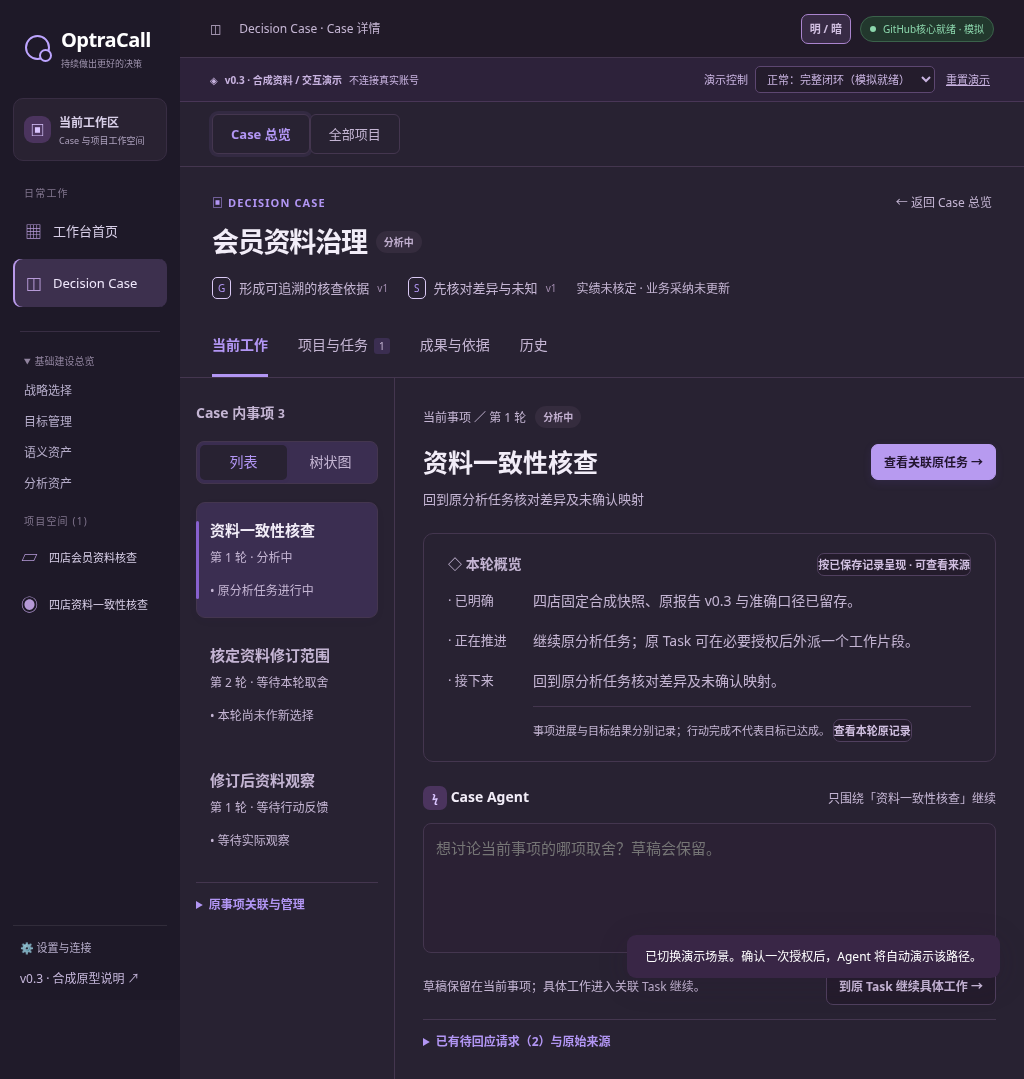 OptraCall
持续做出更好的决策
当前工作区
Case 与项目工作空间
日常工作
工作台首页
Decision Case
▼ 基础建设总览
战略选择
目标管理
语义资产
分析资产
项目空间 (1)
四店会员资料核查
四店资料一致性核查
设置与连接
v0.3 · 合成原型说明 ↗
Decision Case · Case 详情
明 / 暗
GitHub核心就绪 · 模拟
v0.3 · 合成资料 / 交互演示 不连接真实账号
演示控制 正常：完整闭环（模拟就绪） 重置演示
Case 总览 全部项目
DECISION CASE
← 返回 Case 总览
会员资料治理 分析中
G 形成可追溯的核查依据 v1 S 先核对差异与未知 v1 实绩未核定 · 业务采纳未更新
当前工作 项目与任务 1 成果与依据 历史
Case 内事项 3
列表 树状图
资料一致性核查
第 1 轮 · 分析中
• 原分析任务进行中
核定资料修订范围
第 2 轮 · 等待本轮取舍
• 本轮尚未作新选择
修订后资料观察
第 1 轮 · 等待行动反馈
• 等待实际观察
▶ 原事项关联与管理
当前事项 ／ 第 1 轮 分析中
资料一致性核查
查看关联原任务 →
回到原分析任务核对差异及未确认映射
◇ 本轮概览
按已保存记录呈现 · 可查看来源
· 已明确 四店固定合成快照、原报告 v0.3 与准确口径已留存。
· 正在推进 继续原分析任务；原 Task 可在必要授权后外派一个工作片段。
· 接下来 回到原分析任务核对差异及未确认映射。
事项进展与目标结果分别记录；行动完成不代表目标已达成。 查看本轮原记录
Case Agent
只围绕「资料一致性核查」继续
想讨论当前事项的哪项取舍？草稿会保留。
已切换演示场景。确认一次授权后，Agent 将自动演示该路径。
草稿保留在当前事项；具体工作进入关联 Task 继续。
到原 Task 继续具体工作 →
▶ 已有待回应请求（2）与原始来源